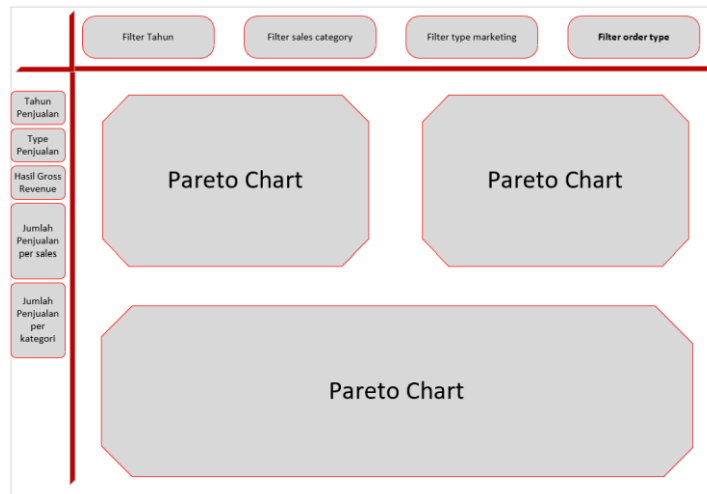 Filter Tahun
Filter sales category
Filter type marketing
Filter order type
Tahun
Penjualan
Type
Penjualan
Hasil Gross
Revenue
Jumlah
Penjualan
per sales
Jumlah
Penjualan
per
kategori
Pareto Chart
Pareto Chart
Pareto Chart